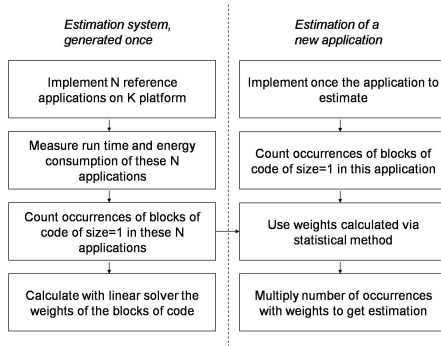 Estimation system,
generated once
Implement N reference
applications on K platform
Measure run time and energy
consumption of these N
applications
Count occurrences of blocks of
code of size=1 in these N
applications
Calculate with linear solver the
weights of the blocks of code
Estimation of a
new application
Implement once the application to
estimate
Count occurrences of blocks of
code of size=1 in this application
Use weights calculated via
statistical method
Multiply number of occurrences
with weights to get estimation